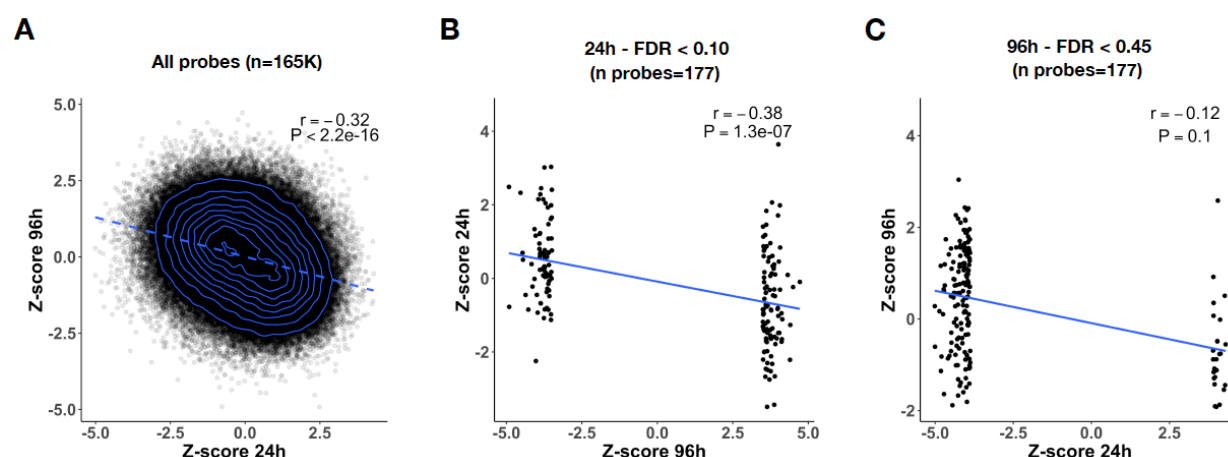 A
All probes (n=165K)
r = −0.32
P < 2.2e-16
5.0
2.5
0.0
-2.5
-5.0
Z-score 96h
-5.0 -2.5 0.0 2.5
Z-score 24h
B
24h - FDR < 0.10
(n probes=177)
r = −0.38
P = 1.3e-07
4
2
0
-2
Z-score 24h
-5.0 -2.5 0.0 2.5 5.0
Z-score 96h
C
96h - FDR < 0.45
(n probes=177)
r = −0.12
P = 0.1
4
2
0
-2
Z-score 96h
-5.0 -2.5 0.0 2.5
Z-score 24h